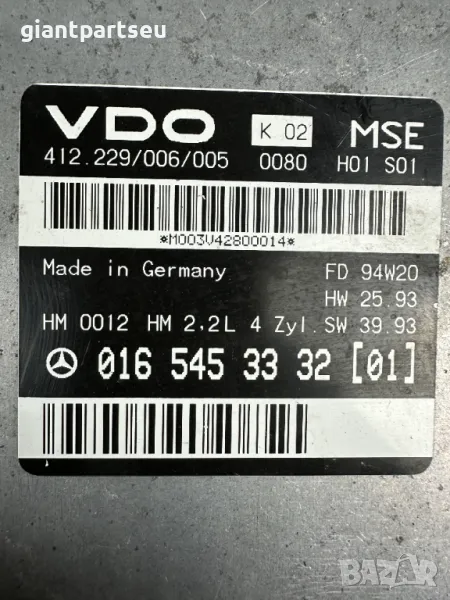 giantpartseu
VDO K 02 MSE
412.229/006/005 0080 H01 S01
*M003V42800014*
Made in Germany FD 94W20
HW 25.93
HM 0012 HM 2,2L 4 Zyl. SW 39.93
016 545 33 32 [01]
bazar